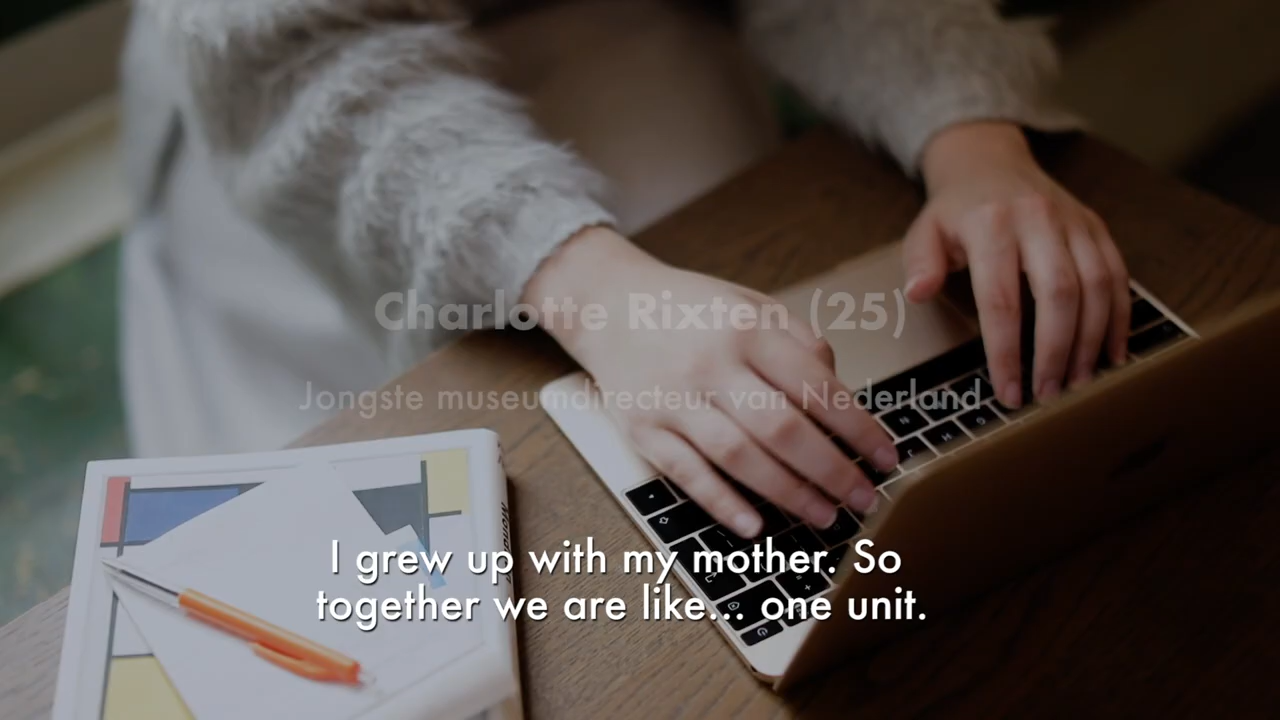 Charlotte Rixten (25)
Jongste museumdirecteur van Nederland
I grew up with my mother. So
together we are like... one unit.